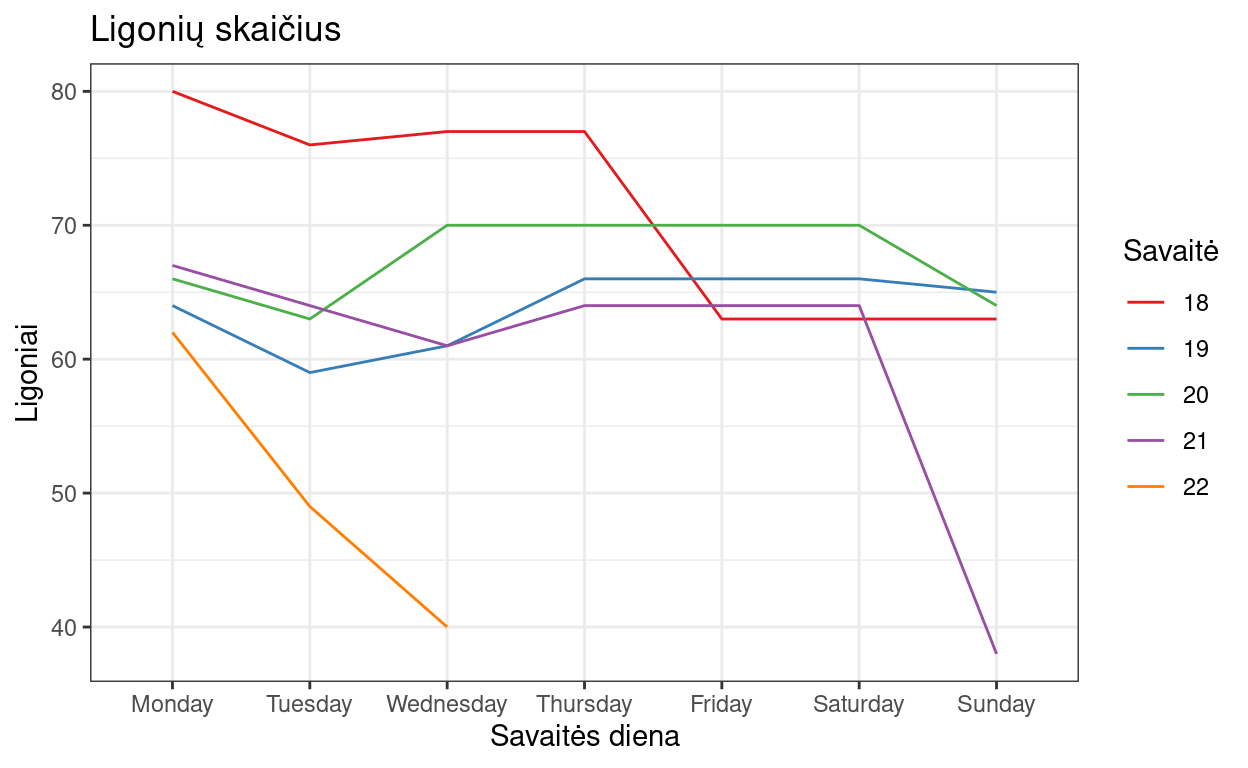 Ligonių skaičius
80
70
60
50
40
Ligoniai
Monday Tuesday Wednesday Thursday Friday Saturday Sunday
Savaitės diena
Savaitė
18
19
20
21
22